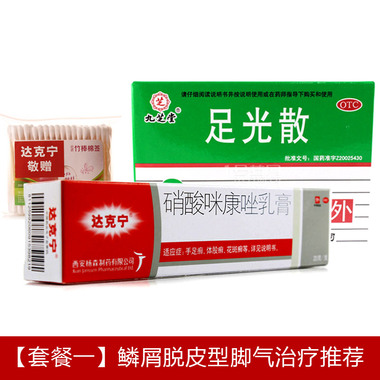 九芝堂
请仔细阅读说明书并按说明使用或在药师指导下购买和使用
OTC
足光散
批准文号：国药准字Z20025430
外
达克宁
敬赠
竹棒棉签
达克宁
硝酸咪康唑乳膏
适应症：手足癣、体股癣、花斑癣等，详见说明书。
西安杨森制药有限公司
【套餐一】鳞屑脱皮型脚气治疗推荐